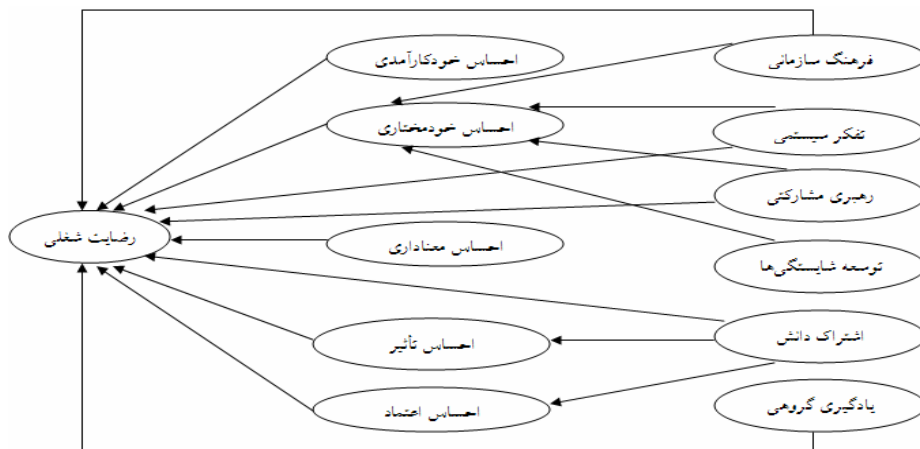 فرهنگ سازمانی
تفکر سیستمی
رهبری مشارکتی
توسعه شایستگی‌ها
اشتراک دانش
یادگیری گروهی
احساس خودکارآمدی
احساس خودمختاری
احساس معناداری
احساس تأثیر
احساس اعتماد
رضایت شغلی